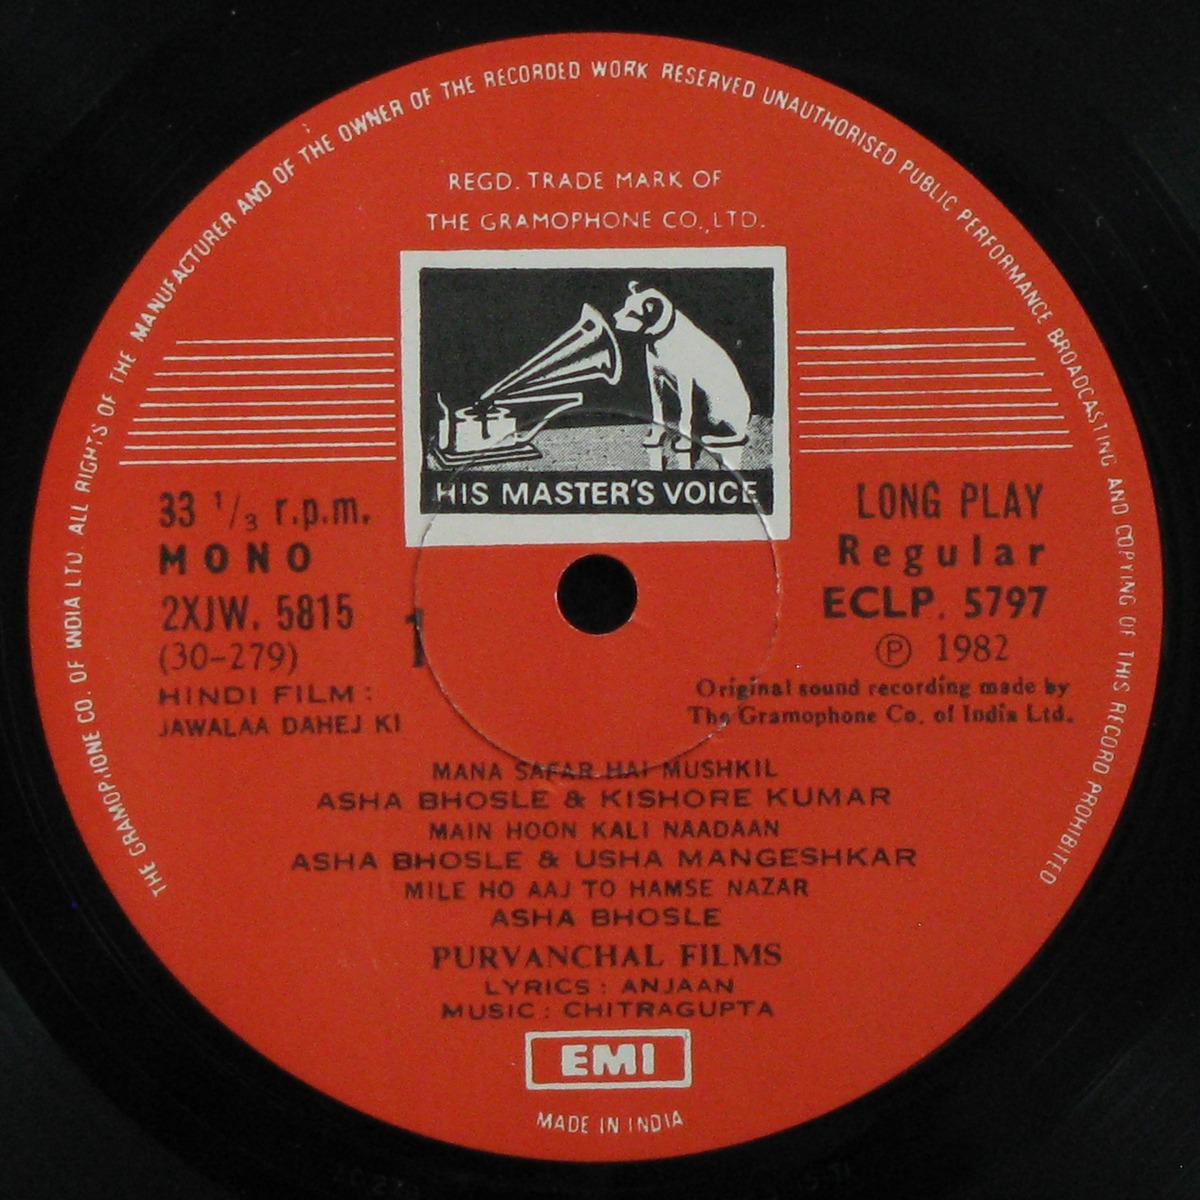 THE GRAMOPHONE CO. OF INDIA LTD. ALL RIGHTS OF THE MANUFACTURER AND OF THE OWNER OF THE RECORDED WORK RESERVED UNAUTHORISED PUBLIC PERFORMANCE BROADCASTING AND COPYING OF THIS RECORD PROHIBITED
REGD. TRADE MARK OF
THE GRAMOPHONE CO., LTD.
HIS MASTER'S VOICE
33 1/3 r.p.m.
MONO
2XJW. 5815 1
(30-279)
HINDI FILM :
JAWALAA DAHEJ KI
LONG PLAY
Regular
ECLP. 5797
Ⓟ 1982
Original sound recording made by
The Gramophone Co. of India Ltd.
MANA SAFAR HAI MUSHKIL
ASHA BHOSLE & KISHORE KUMAR
MAIN HOON KALI NAADAAN
ASHA BHOSLE & USHA MANGESHKAR
MILE HO AAJ TO HAMSE NAZAR
ASHA BHOSLE
PURVANCHAL FILMS
LYRICS : ANJAAN
MUSIC : CHITRAGUPTA
EMI
MADE IN INDIA